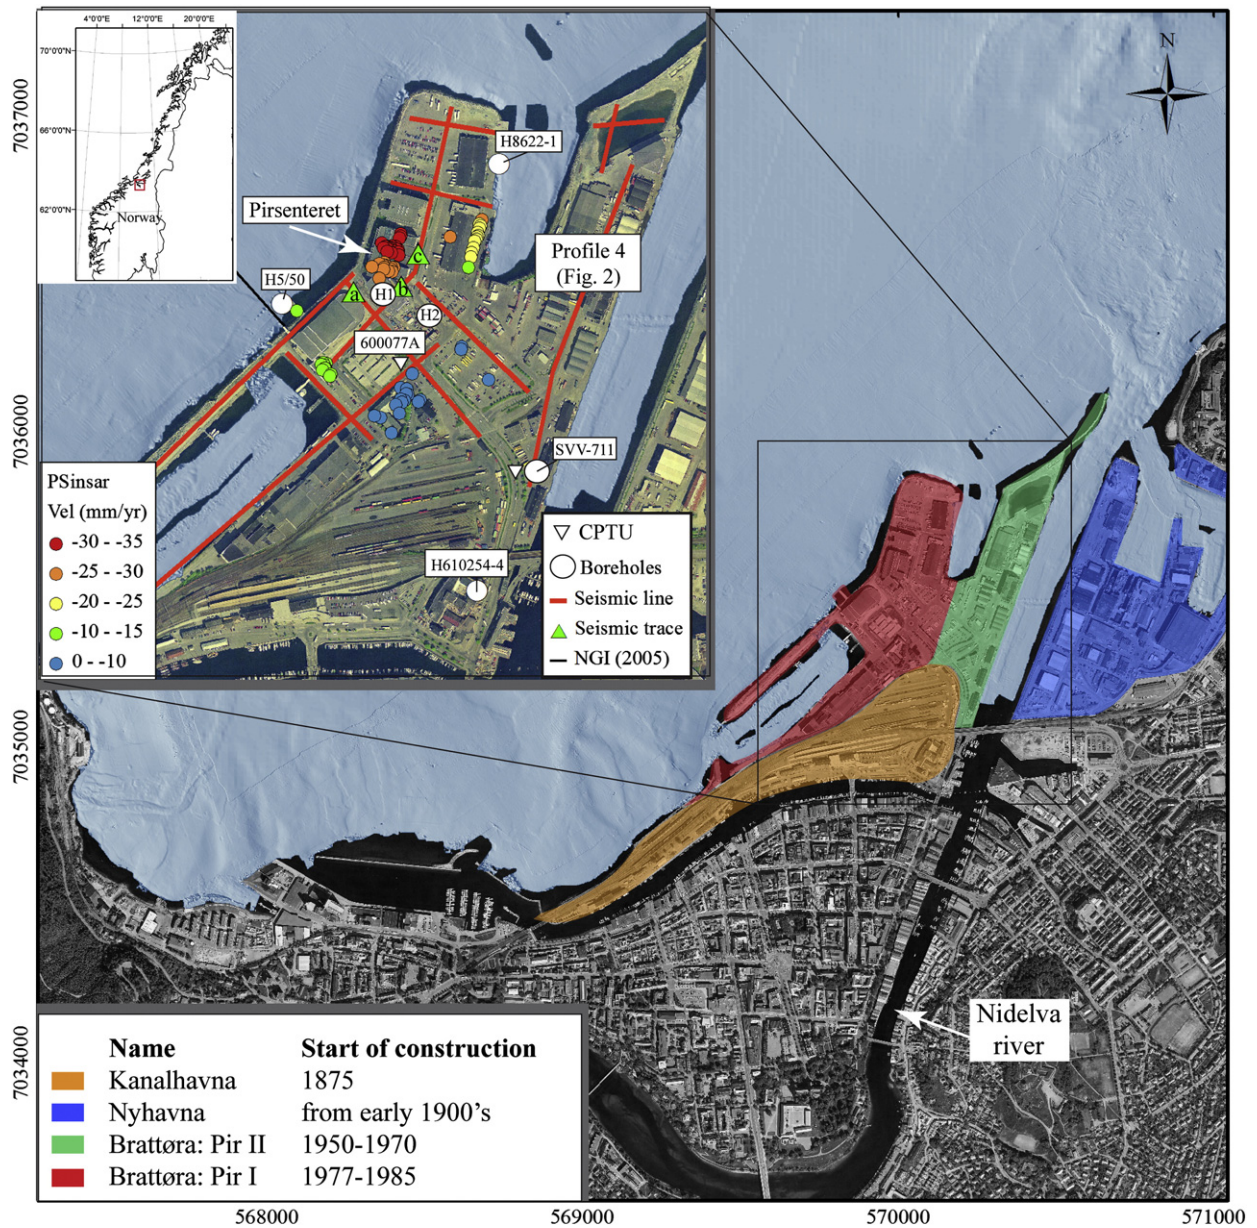 4°0'0"E 12°0'0"E 20°0'0"E
70°0'0"N
66°0'0"N
62°0'0"N
Norway
N
H8622-1
Pirsenteret
Profile 4
(Fig. 2)
H5/50
c
a
b
H1
H2
600077A
SVV-711
H610254-4
PSinsar
Vel (mm/yr)
-30 - -35
-25 - -30
-20 - -25
-10 - -15
0 - -10
CPTU
Boreholes
Seismic line
Seismic trace
NGI (2005)
Nidelva
river
Name Start of construction
Kanalhavna 1875
Nyhavna from early 1900's
Brattøra: Pir II 1950-1970
Brattøra: Pir I 1977-1985
7037000
7036000
7035000
7034000
568000 569000 570000 571000